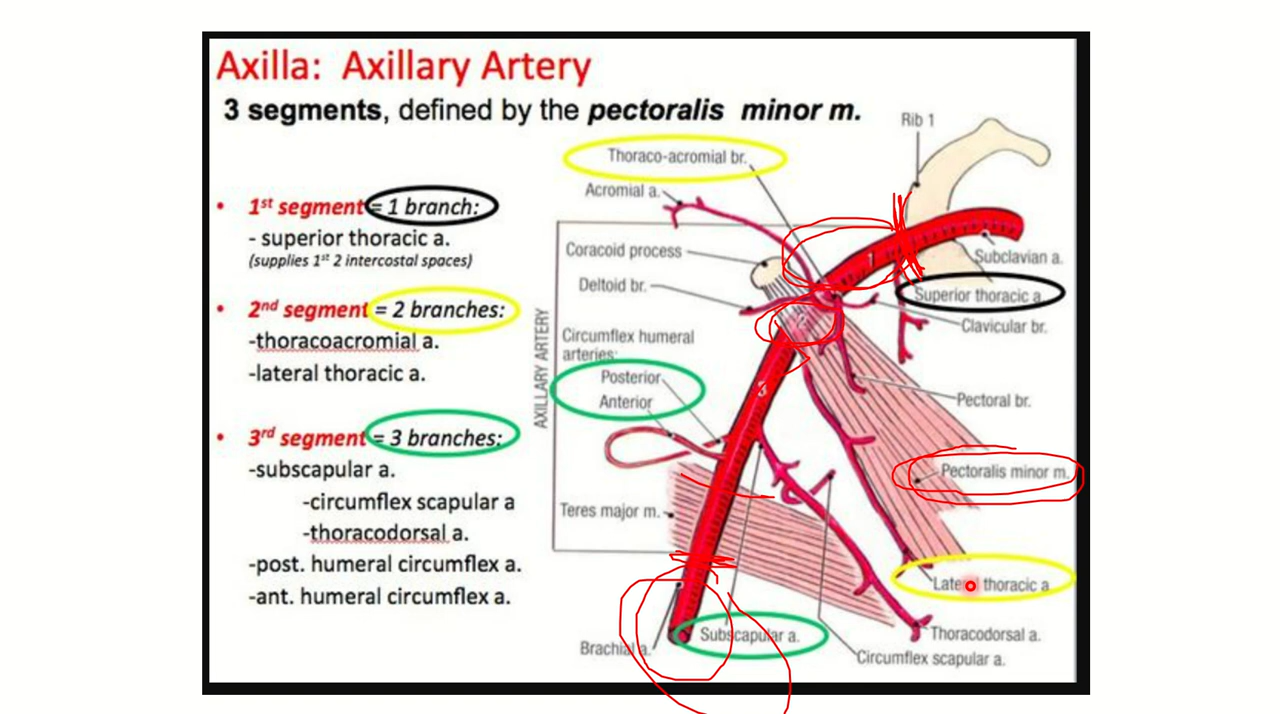 Axilla: Axillary Artery
3 segments, defined by the pectoralis minor m.
• 1st segment = 1 branch:
- superior thoracic a.
(supplies 1st 2 intercostal spaces)
• 2nd segment = 2 branches:
-thoracoacromial a.
-lateral thoracic a.
• 3rd segment = 3 branches:
-subscapular a.
-circumflex scapular a
-thoracodorsal a.
-post. humeral circumflex a.
-ant. humeral circumflex a.
Rib 1
Thoraco-acromial br.
Acromial a.
Coracoid process
Deltoid br.
AXILLARY ARTERY
Circumflex humeral
arteries:
Posterior
Anterior
Teres major m.
Brachial a.
1
2
3
Subclavian a.
Superior thoracic a.
Clavicular br.
Pectoral br.
Pectoralis minor m.
Lateral thoracic a
Thoracodorsal a.
Circumflex scapular a.
Subscapular a.